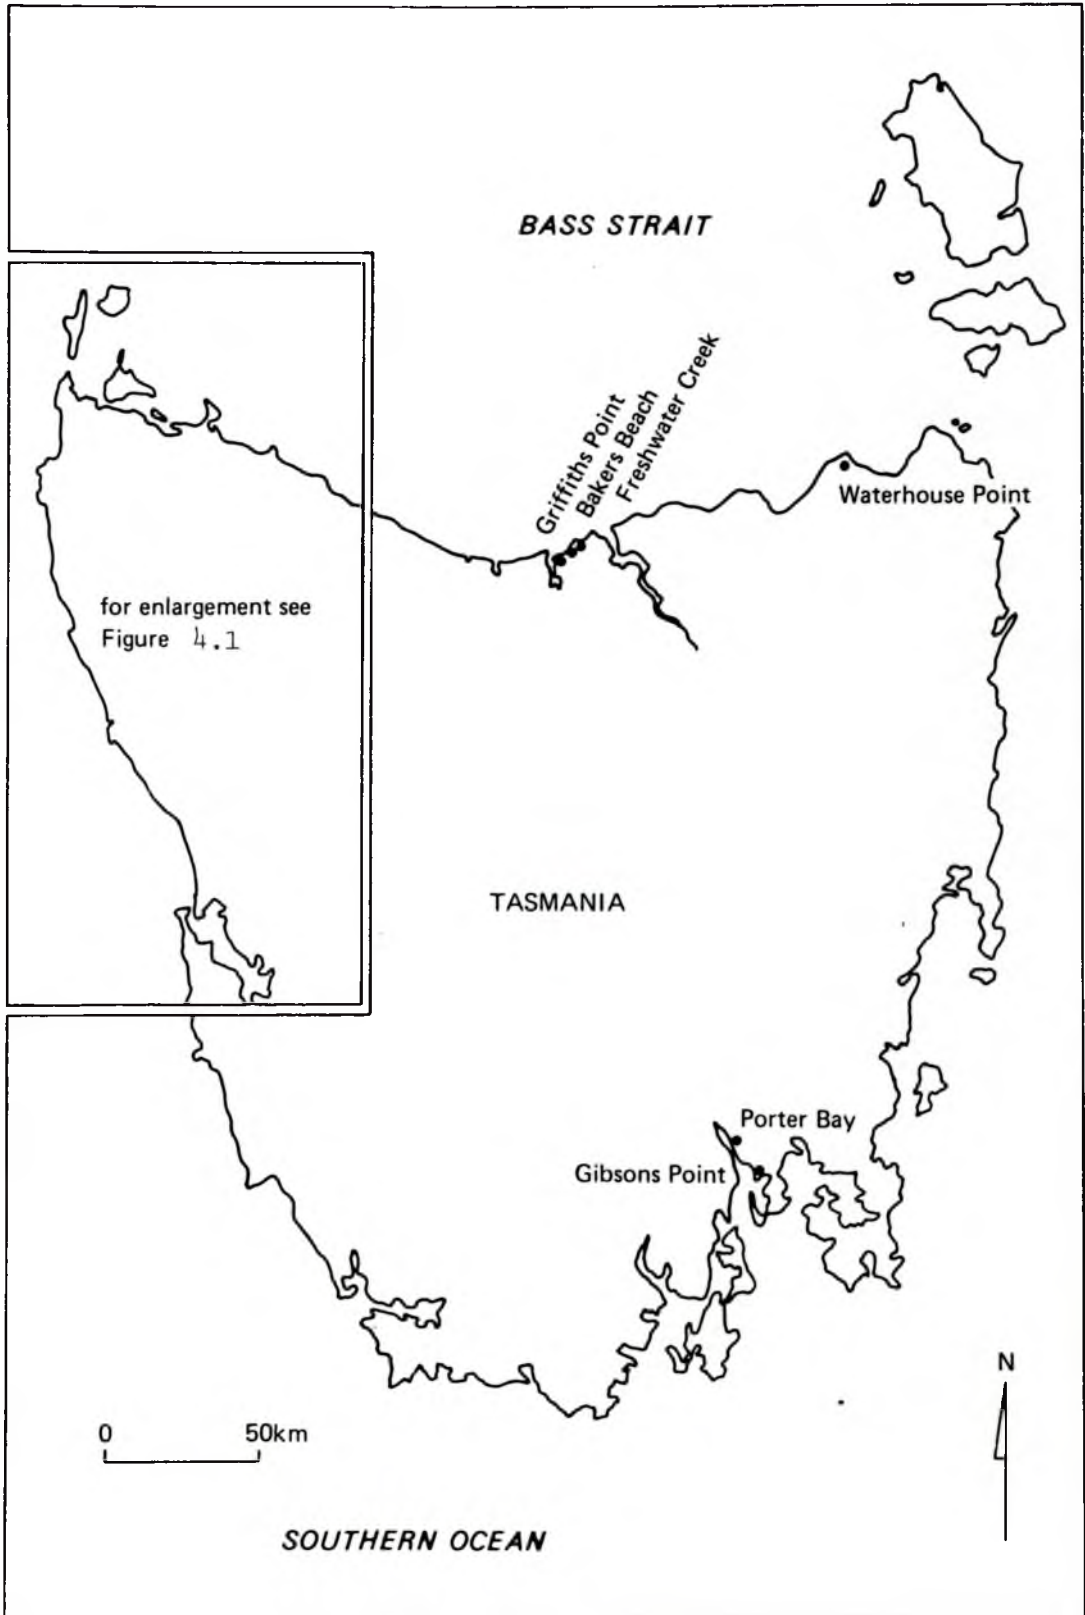 BASS STRAIT
Griffiths Point
Bakers Beach
Freshwater Creek
Waterhouse Point
for enlargement see
Figure 4.1
TASMANIA
Porter Bay
Gibsons Point
N
0 50km
SOUTHERN OCEAN